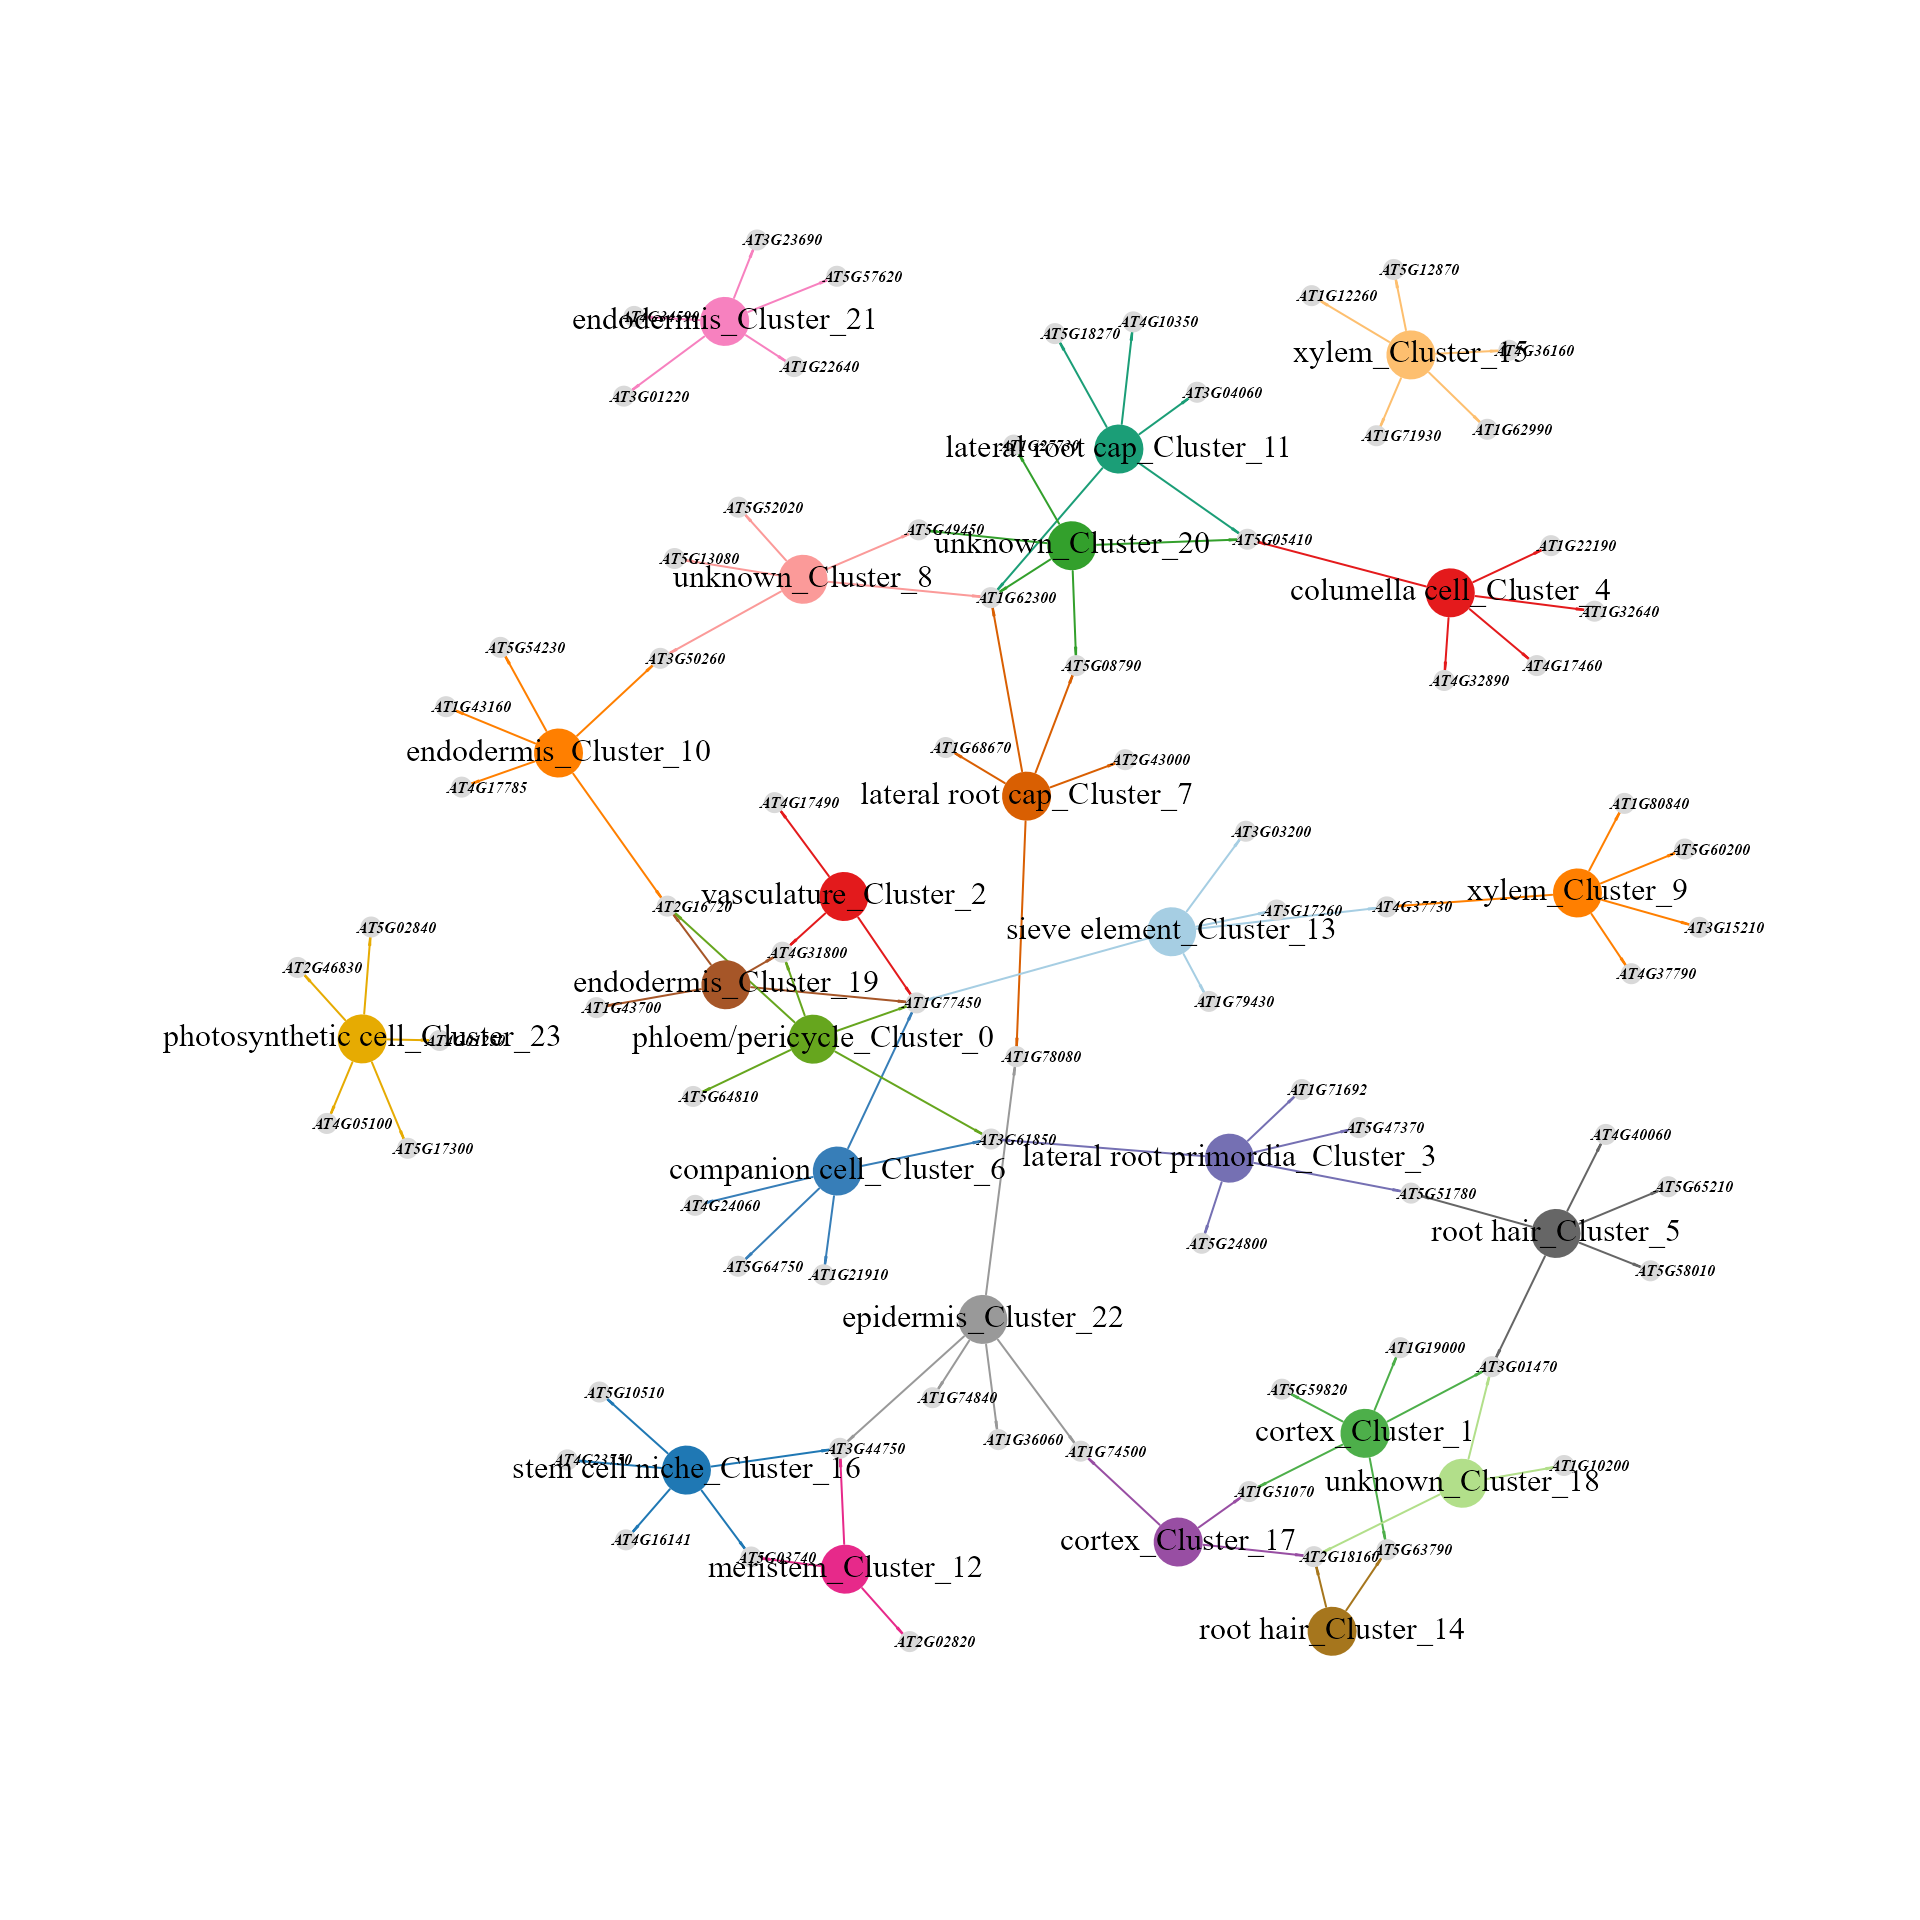 AT3G23690
AT5G57620
endodermis_Cluster_21
AT1G22640
AT3G01220
AT5G12870
AT1G12260
xylem_Cluster_15
AT4G36160
AT1G71930
AT1G62990
AT4G10350
AT5G18270
AT3G04060
AT1G27730
lateral root cap_Cluster_11
AT5G52020
AT5G49450
unknown_Cluster_20
AT5G05410
AT5G13080
unknown_Cluster_8
AT1G62300
AT1G22190
columella cell_Cluster_4
AT1G32640
AT4G17460
AT4G32890
AT5G54230
AT3G50260
AT5G08790
AT1G43160
endodermis_Cluster_10
AT4G17785
AT1G68670
AT2G43000
lateral root cap_Cluster_7
AT4G17490
AT3G03200
AT1G80840
AT5G60200
vasculature_Cluster_2
xylem_Cluster_9
AT2G16720
AT5G17260
AT4G37730
AT3G15210
sieve element_Cluster_13
AT5G02840
AT4G31800
AT2G46830
AT4G37790
endodermis_Cluster_19
AT1G43700
AT1G77450
AT1G79430
photosynthetic cell_Cluster_23
phloem/pericycle_Cluster_0
AT1G78080
AT5G64810
AT1G71692
AT4G05100
AT5G17300
AT3G61850
AT5G47370
AT4G40060
lateral root primordia_Cluster_3
companion cell_Cluster_6
AT5G51780
AT5G65210
AT4G24060
root hair_Cluster_5
AT5G24800
AT5G64750
AT1G21910
AT5G58010
epidermis_Cluster_22
AT1G19000
AT3G01470
AT5G10510
AT1G74840
AT5G59820
cortex_Cluster_1
AT1G36060
AT3G44750
AT1G74500
AT4G23750
stem cell niche_Cluster_16
AT1G10200
unknown_Cluster_18
AT1G51070
AT4G16141
cortex_Cluster_17
AT5G03740
meristem_Cluster_12
AT2G18160
AT5G63790
root hair_Cluster_14
AT2G02820